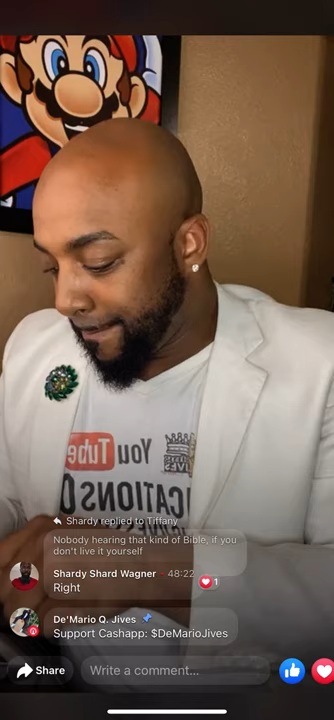 You Tube
Shardy replied to Tiffany
Nobody hearing that kind of Bible, if you
don't live it yourself
Shardy Shard Wagner 48:22
Right
1
De'Mario Q. Jives
Support Cashapp: $DeMarioJives
Share
Write a comment...